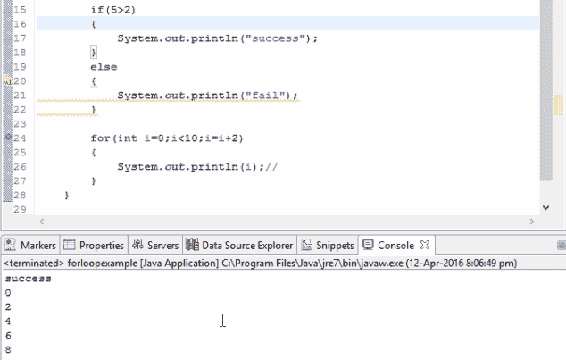 15 if(5>2)
16 {
17 System.out.println("success");
18 }
19 else
20 {
21 System.out.println("fail");
22 }
23
24 for(int i=0;i<10;i=i+2)
25 {
26 System.out.println(i);//
27 }
28 }
29
Markers Properties Servers Data Source Explorer Snippets Console
<terminated> forloopexample [Java Application] C:\Program Files\Java\jre7\bin\javaw.exe (12-Apr-2016 8:06:49 pm)
success
0
2
4
6
8